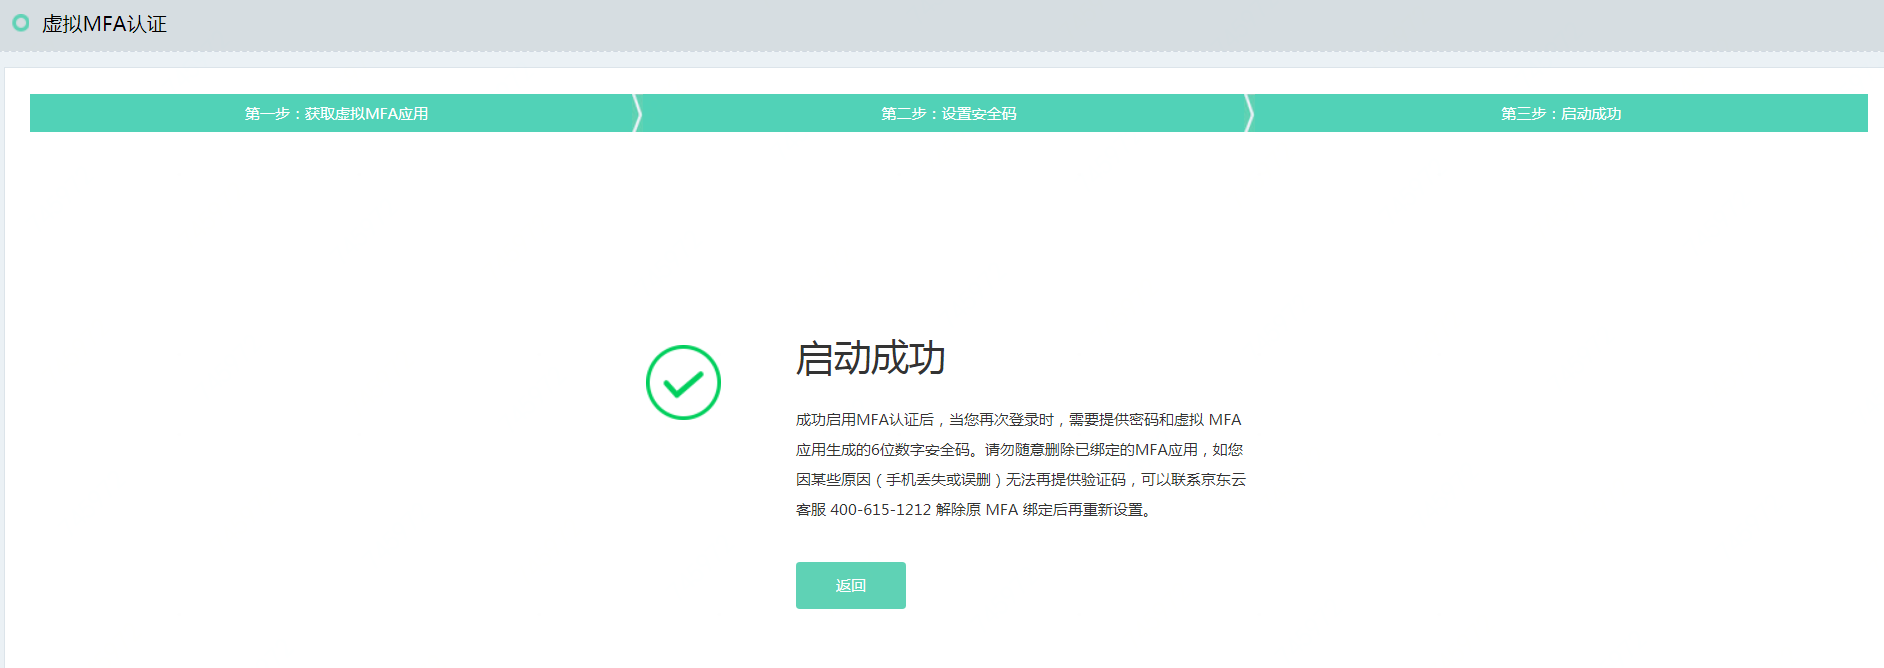 虚拟MFA认证
第一步：获取虚拟MFA应用
第二步：设置安全码
第三步：启动成功
启动成功
成功启用MFA认证后，当您再次登录时，需要提供密码和虚拟 MFA
应用生成的6位数字安全码。请勿随意删除已绑定的MFA应用，如您
因某些原因（手机丢失或误删）无法再提供验证码，可以联系京东云
客服 400-615-1212 解除原 MFA 绑定后再重新设置。
返回